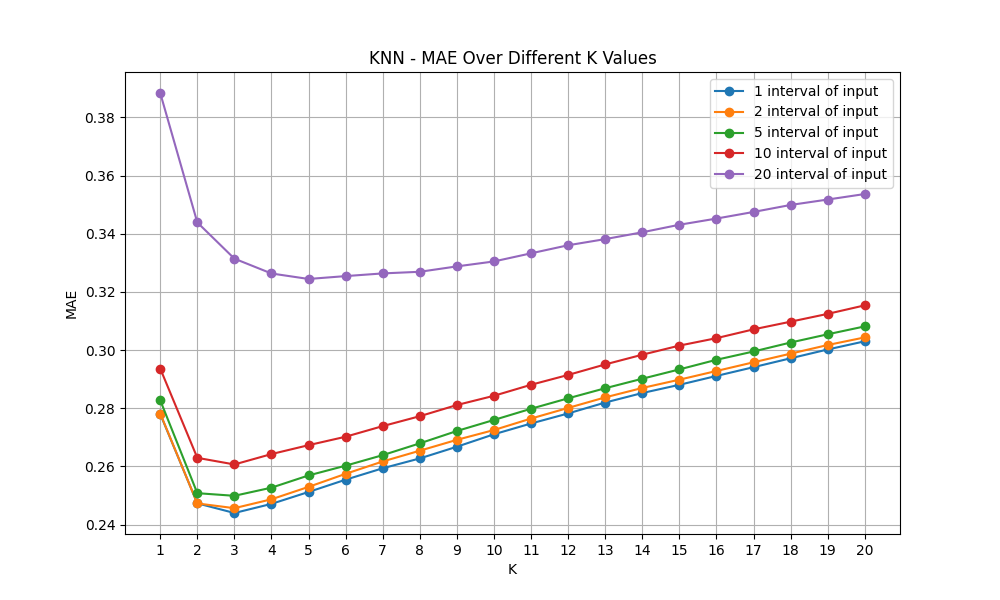 KNN - MAE Over Different K Values
1 interval of input
2 interval of input
5 interval of input
10 interval of input
20 interval of input
MAE
0.38
0.36
0.34
0.32
0.30
0.28
0.26
0.24
1 2 3 4 5 6 7 8 9 10 11 12 13 14 15 16 17 18 19 20
K